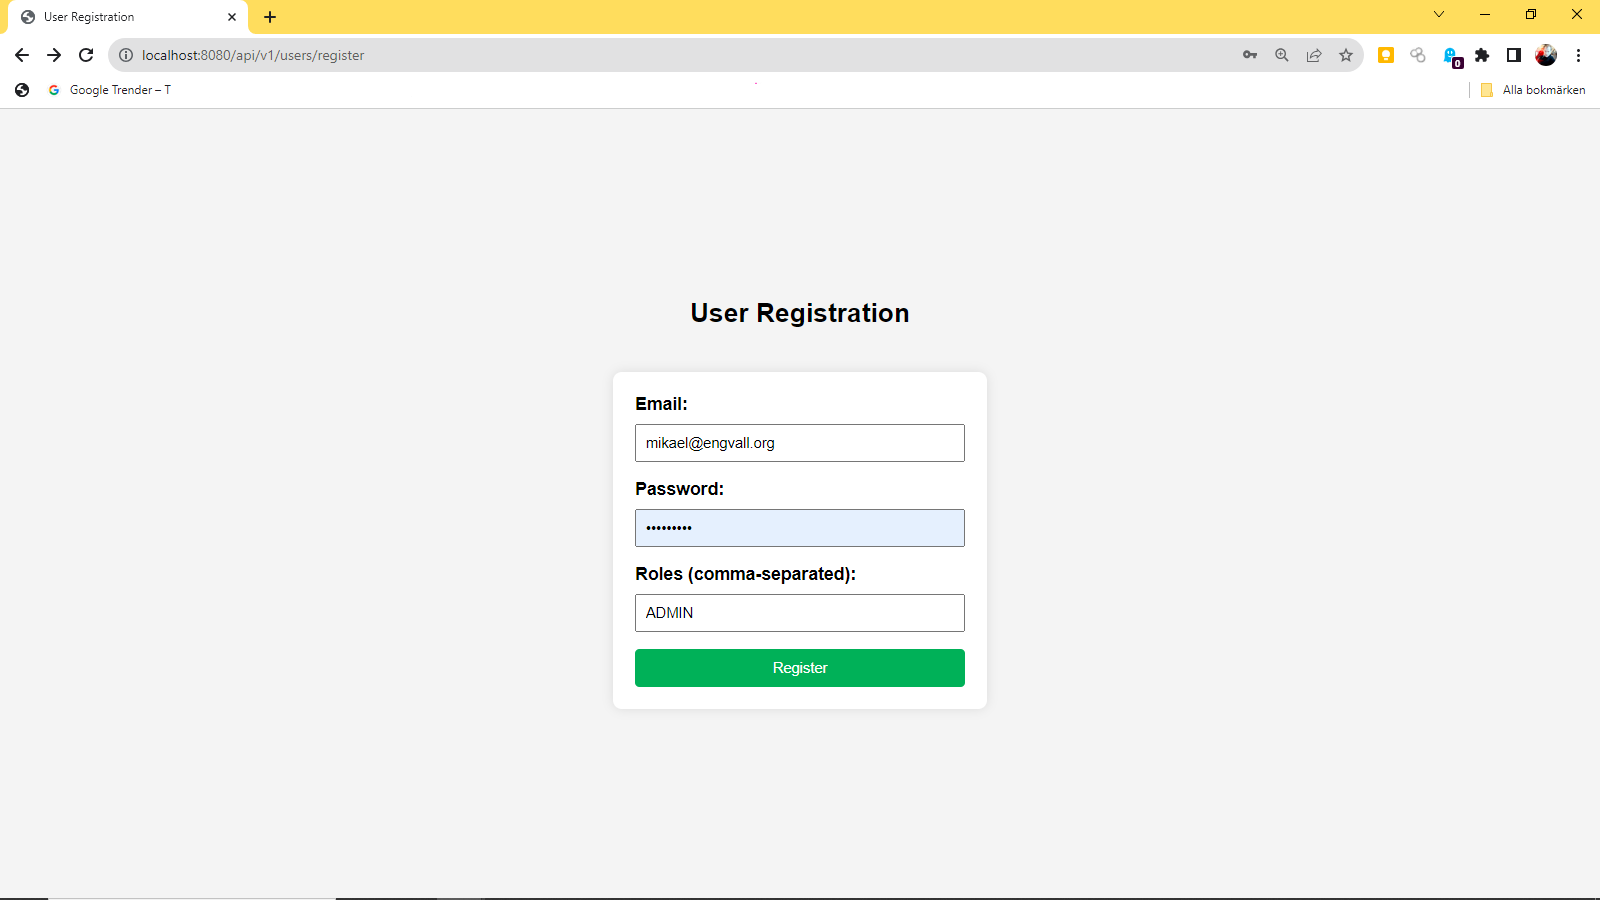 User Registration
localhost:8080/api/v1/users/register
0
Google Trender – T
Alla bokmärken
User Registration
Email:
mikael@engvall.org
Password:
•••••••••
Roles (comma-separated):
ADMIN
Register